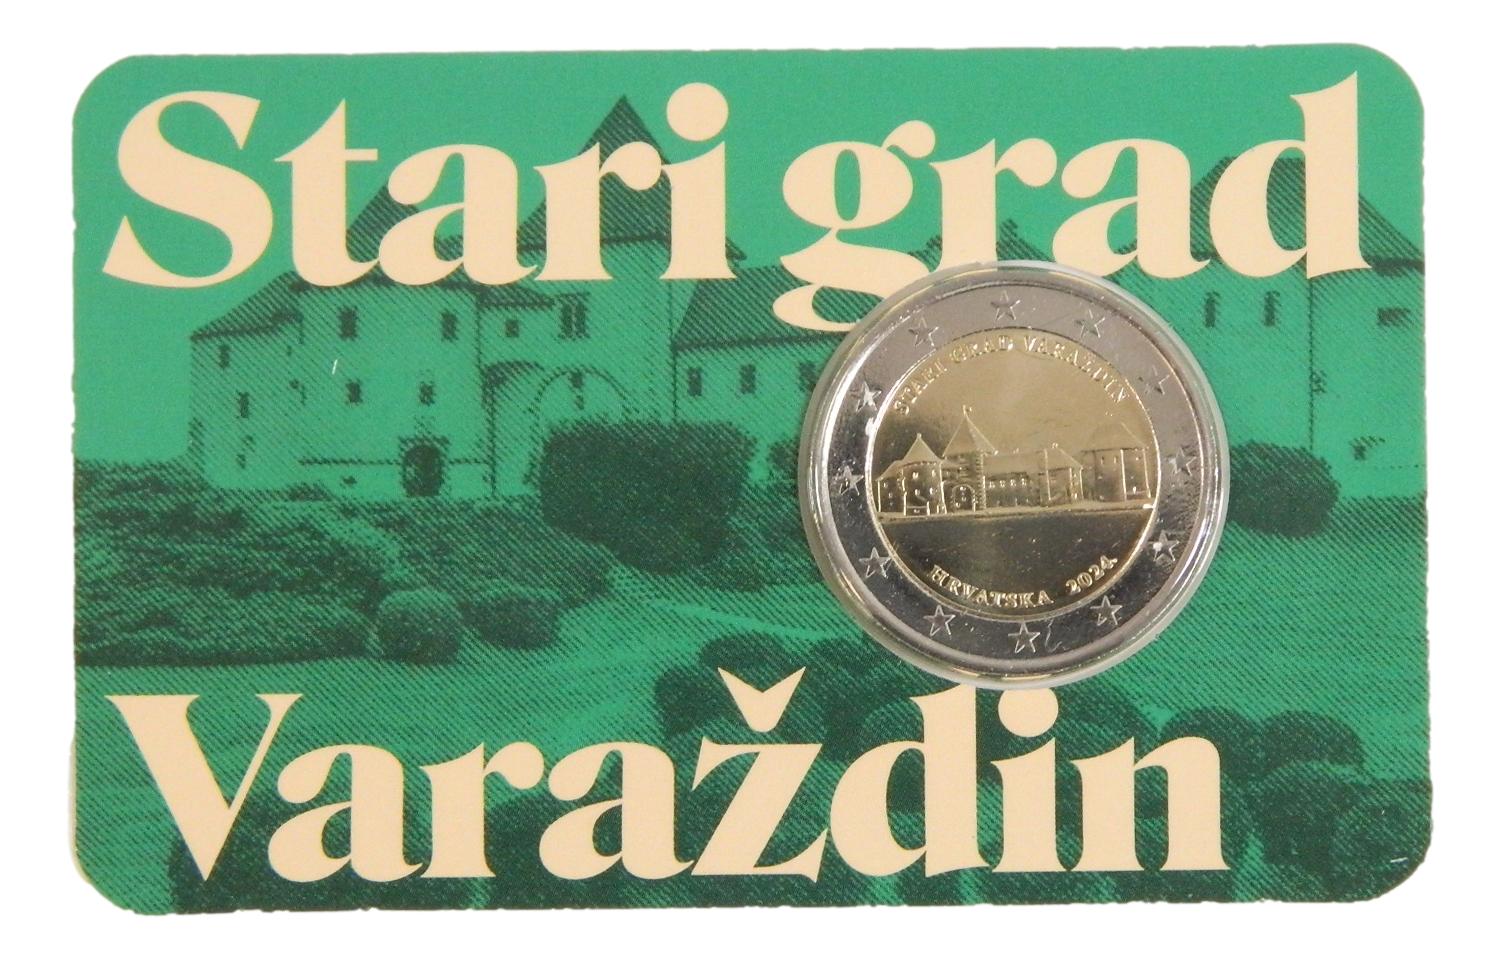 Stari grad
STARI GRAD VARAŽDIN
HRVATSKA 2024.
Varaždin